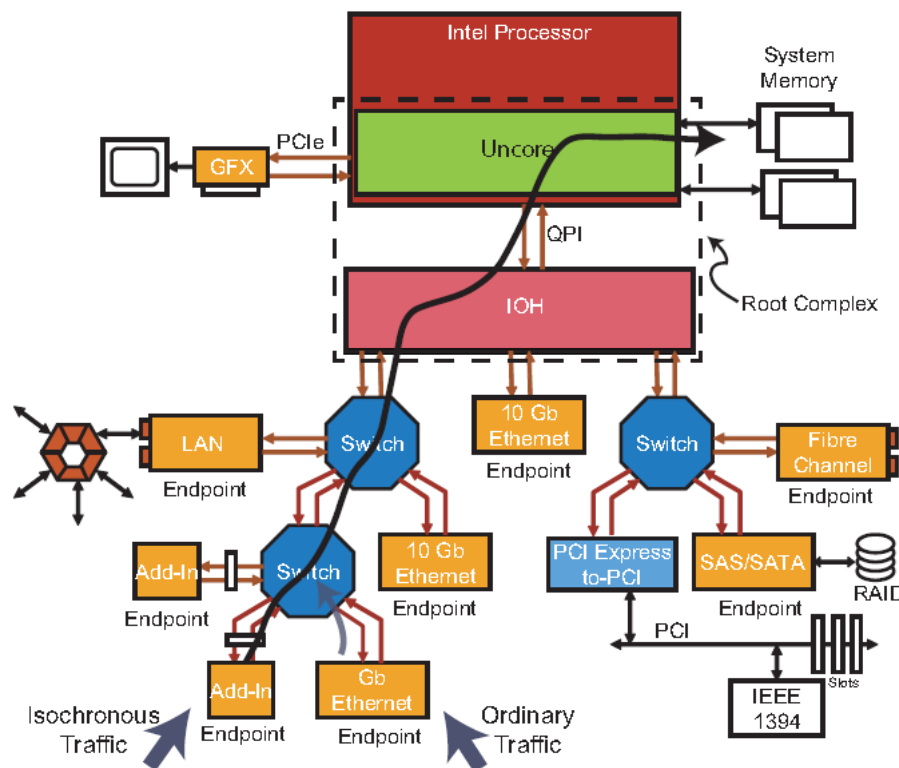 Intel Processor
System
Memory
PCIe
GFX
Uncore
QPI
Root Complex
IOH
LAN
Endpoint
Switch
10 Gb
Ethernet
Endpoint
Switch
Fibre
Channel
Endpoint
Add-In
Endpoint
Switch
10 Gb
Ethernet
Endpoint
PCI Express
to-PCI
SAS/SATA
Endpoint
RAID
PCI
Slots
Add-In
Endpoint
Gb
Ethernet
Endpoint
IEEE
1394
Isochronous
Traffic
Ordinary
Traffic